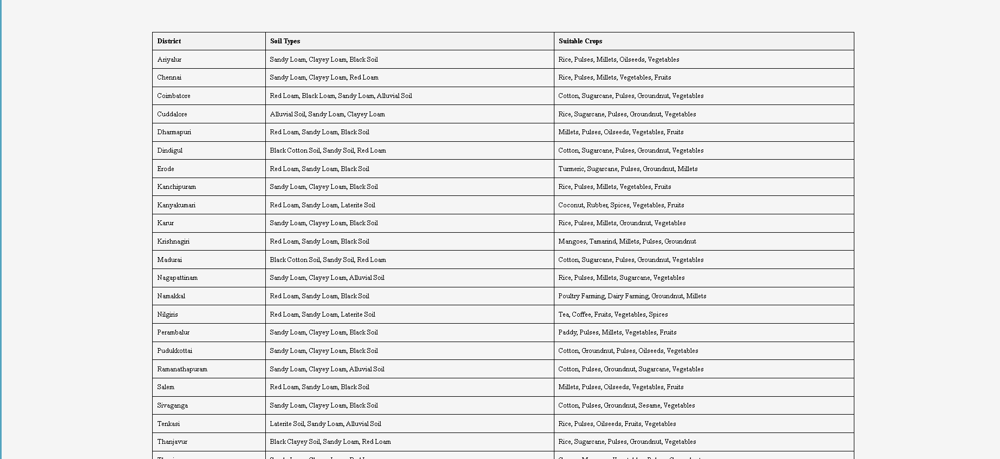 District Soil Types Suitable Crops
Ariyalur Sandy Loam, Clayey Loam, Black Soil Rice, Pulses, Millets, Oilseeds, Vegetables
Chennai Sandy Loam, Clayey Loam, Red Loam Rice, Pulses, Millets, Vegetables, Fruits
Coimbatore Red Loam, Black Loam, Sandy Loam, Alluvial Soil Cotton, Sugarcane, Pulses, Groundnut, Vegetables
Cuddalore Alluvial Soil, Sandy Loam, Clayey Loam Rice, Sugarcane, Pulses, Groundnut, Vegetables
Dharmapuri Red Loam, Sandy Loam, Black Soil Millets, Pulses, Oilseeds, Vegetables, Fruits
Dindigul Black Cotton Soil, Sandy Soil, Red Loam Cotton, Sugarcane, Pulses, Groundnut, Vegetables
Erode Red Loam, Sandy Loam, Black Soil Turmeric, Sugarcane, Pulses, Groundnut, Millets
Kanchipuram Sandy Loam, Clayey Loam, Black Soil Rice, Pulses, Millets, Vegetables, Fruits
Kanyakumari Red Loam, Sandy Loam, Laterite Soil Coconut, Rubber, Spices, Vegetables, Fruits
Karur Sandy Loam, Clayey Loam, Black Soil Rice, Pulses, Millets, Groundnut, Vegetables
Krishnagiri Red Loam, Sandy Loam, Black Soil Mangoes, Tamarind, Millets, Pulses, Groundnut
Madurai Black Cotton Soil, Sandy Soil, Red Loam Cotton, Sugarcane, Pulses, Groundnut, Vegetables
Nagapattinam Sandy Loam, Clayey Loam, Alluvial Soil Rice, Pulses, Millets, Sugarcane, Vegetables
Namakkal Red Loam, Sandy Loam, Black Soil Poultry Farming, Dairy Farming, Groundnut, Millets
Nilgiris Red Loam, Sandy Loam, Laterite Soil Tea, Coffee, Fruits, Vegetables, Spices
Perambalur Sandy Loam, Clayey Loam, Black Soil Paddy, Pulses, Millets, Vegetables, Fruits
Pudukkottai Sandy Loam, Clayey Loam, Black Soil Cotton, Groundnut, Pulses, Oilseeds, Vegetables
Ramanathapuram Sandy Loam, Clayey Loam, Alluvial Soil Cotton, Pulses, Groundnut, Sugarcane, Vegetables
Salem Red Loam, Sandy Loam, Black Soil Millets, Pulses, Oilseeds, Vegetables, Fruits
Sivaganga Sandy Loam, Clayey Loam, Black Soil Cotton, Pulses, Groundnut, Sesame, Vegetables
Tenkasi Laterite Soil, Sandy Loam, Alluvial Soil Rice, Pulses, Oilseeds, Fruits, Vegetables
Thanjavur Black Clayey Soil, Sandy Loam, Red Loam Rice, Sugarcane, Pulses, Groundnut, Vegetables